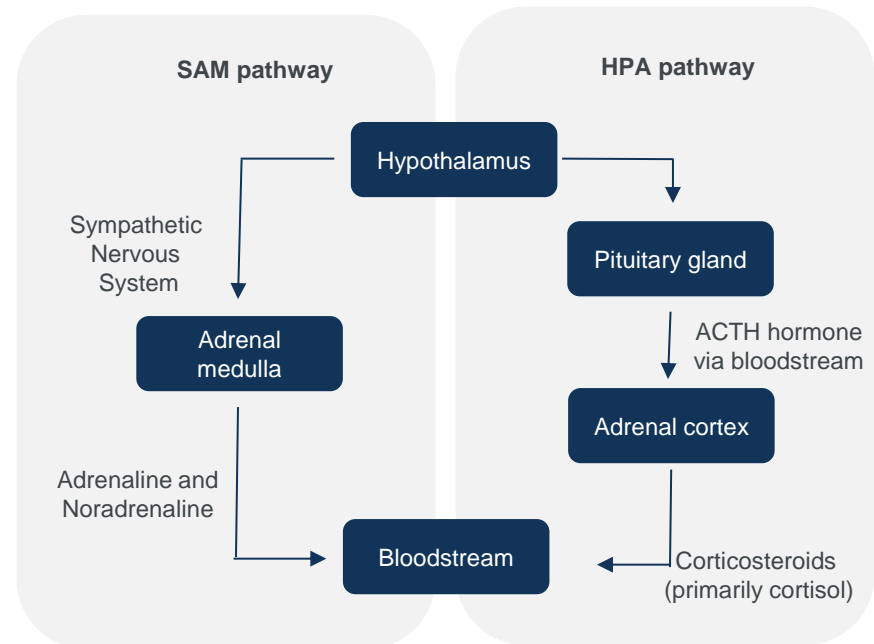 SAM pathway
HPA pathway
Hypothalamus
Sympathetic
Nervous
System
Pituitary gland
Adrenal
medulla
ACTH hormone
via bloodstream
Adrenal cortex
Adrenaline and
Noradrenaline
Bloodstream
Corticosteroids
(primarily cortisol)